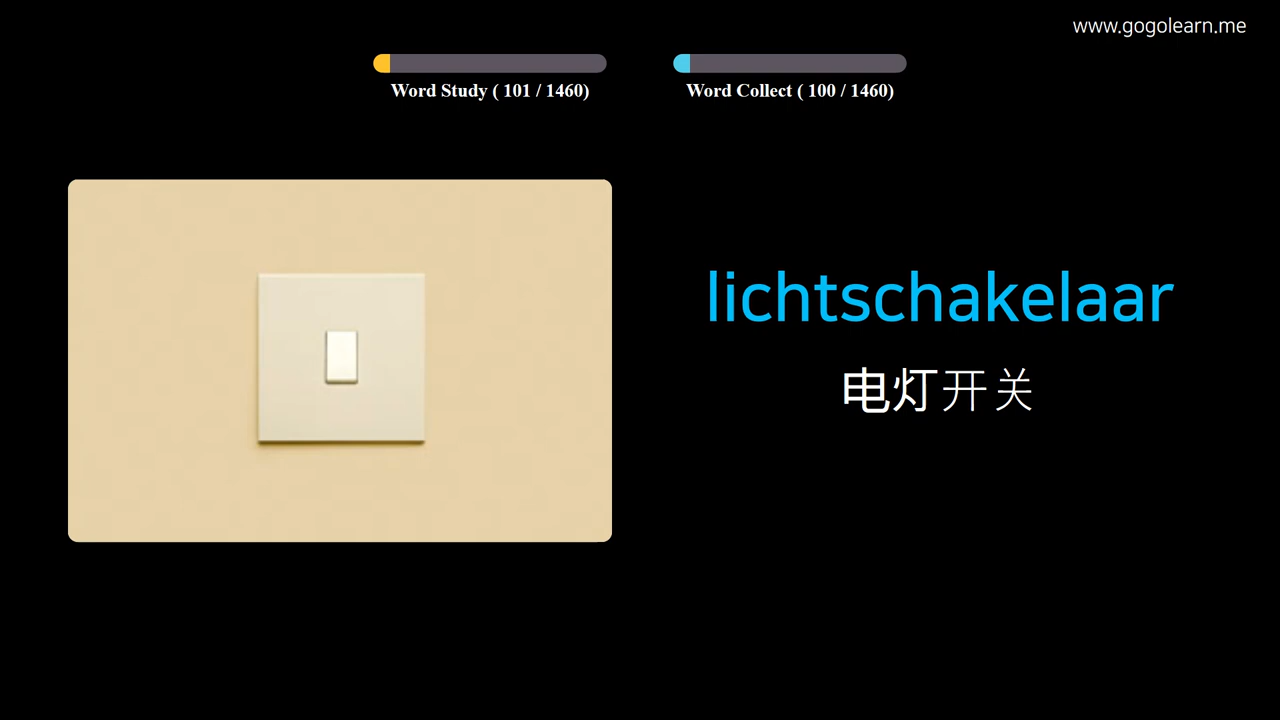 www.gogolearn.me
Word Study ( 101 / 1460)
Word Collect ( 100 / 1460)
lichtschakelaar
电灯开关